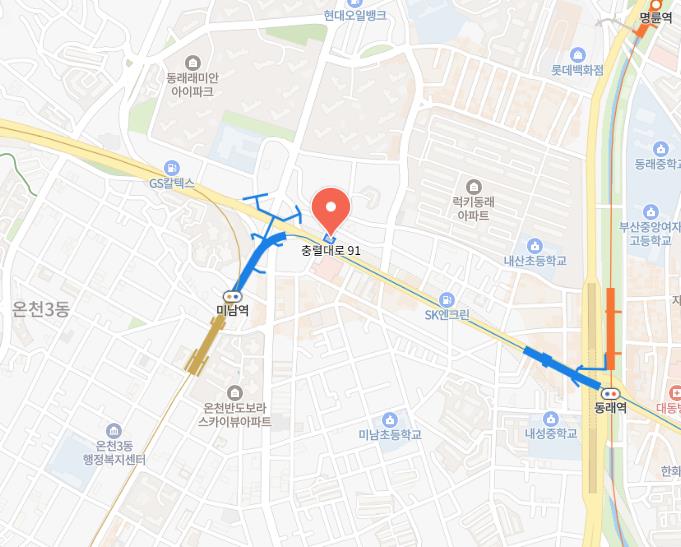 현대오일뱅크
명륜역
동래래미안
아이파크
롯데백화점
동래중학교
GS칼텍스
럭키동래
아파트
부산중앙여자
고등학교
충렬대로 91
내산초등학교
온천3동
미남역
SK엔크린
동래역
온천반도보라
스카이뷰아파트
미남초등학교
내성중학교
대동병
온천3동
행정복지센터
한화